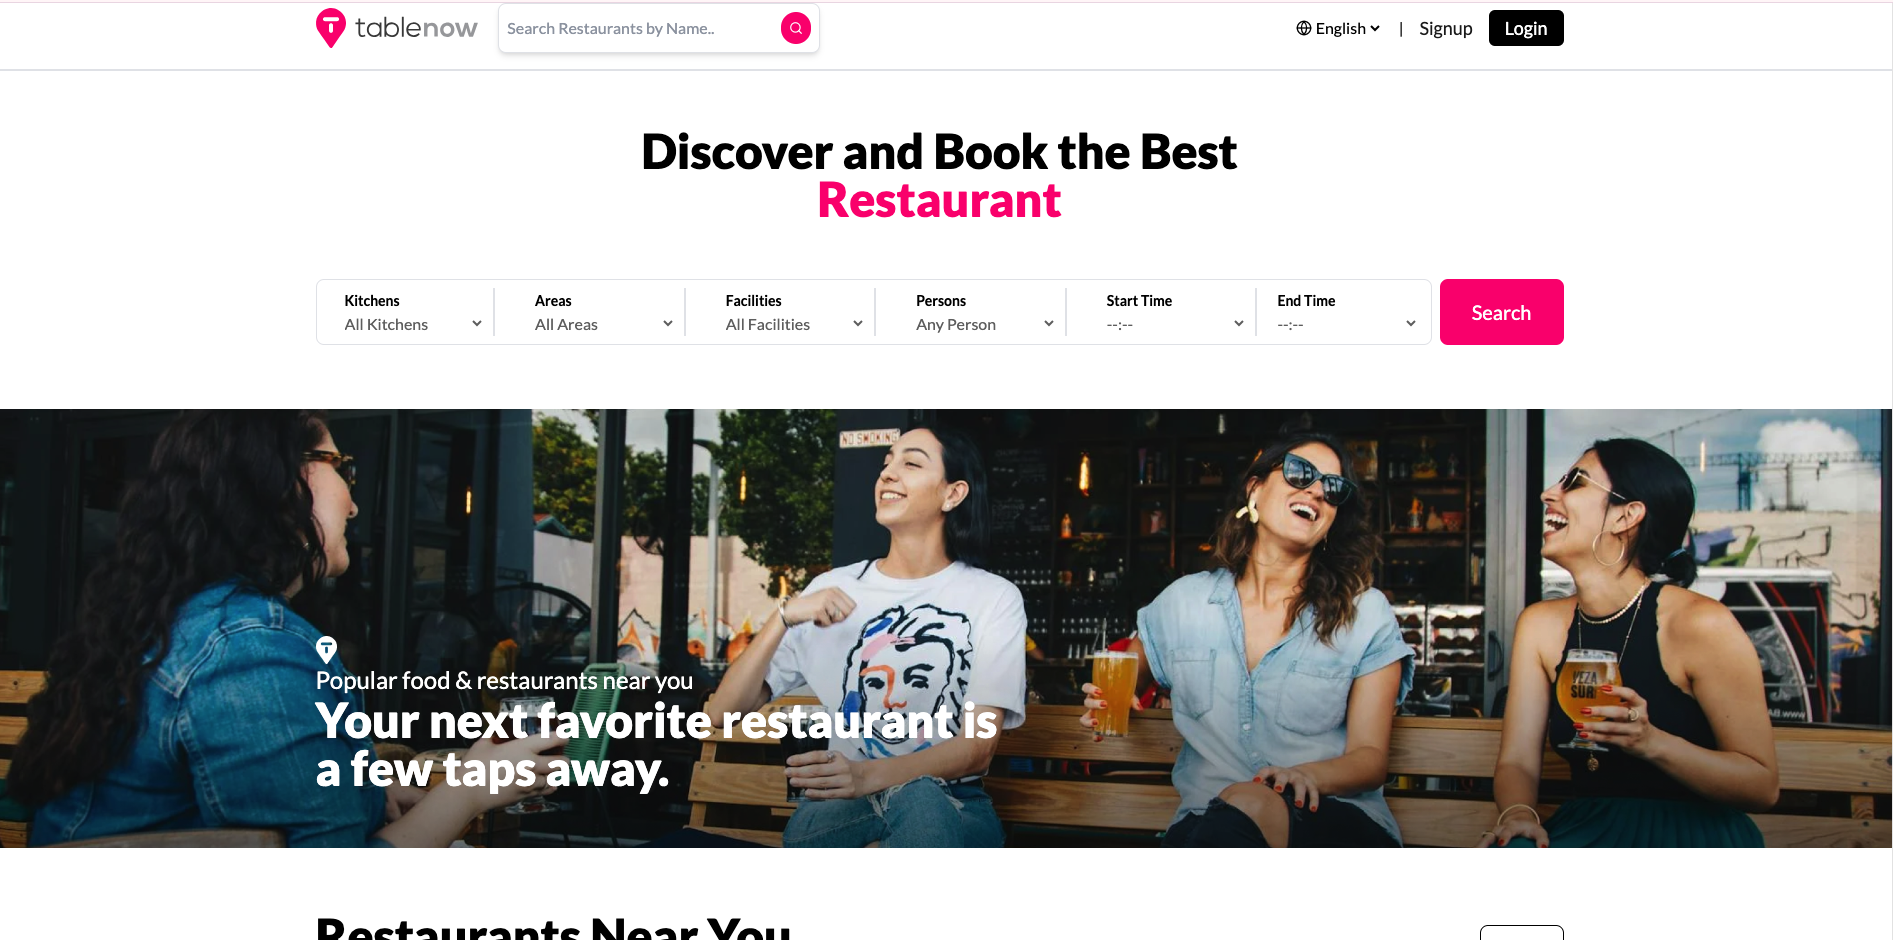 tablenow
Search Restaurants by Name..
English
|
Signup
Login
Discover and Book the Best
Restaurant
Kitchens
All Kitchens
Areas
All Areas
Facilities
All Facilities
Persons
Any Person
Start Time
--:--
End Time
--:--
Search
NO SMOKING
VEZA
SUR
Popular food & restaurants near you
Your next favorite restaurant is
a few taps away.
Restaurants Near You